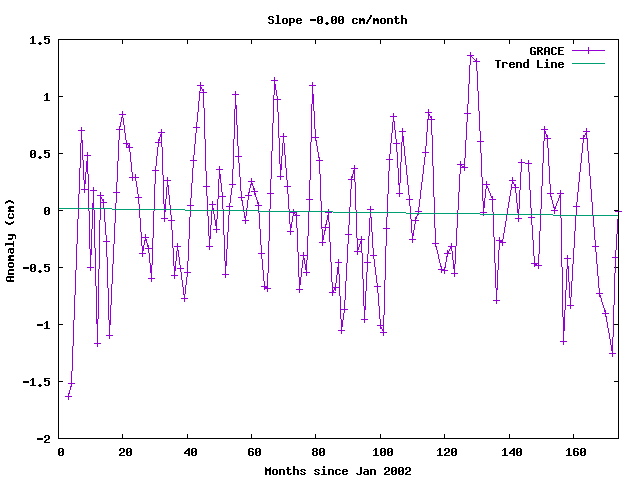 Slope -0.00 cm/month
1.5
GRACE
Trend Line
1
0.5
0
-0.5
-1
-1.5
-2
Anomaly (cm)
0 20 40 60 80 100 120 140 160
Months since Jan 2002